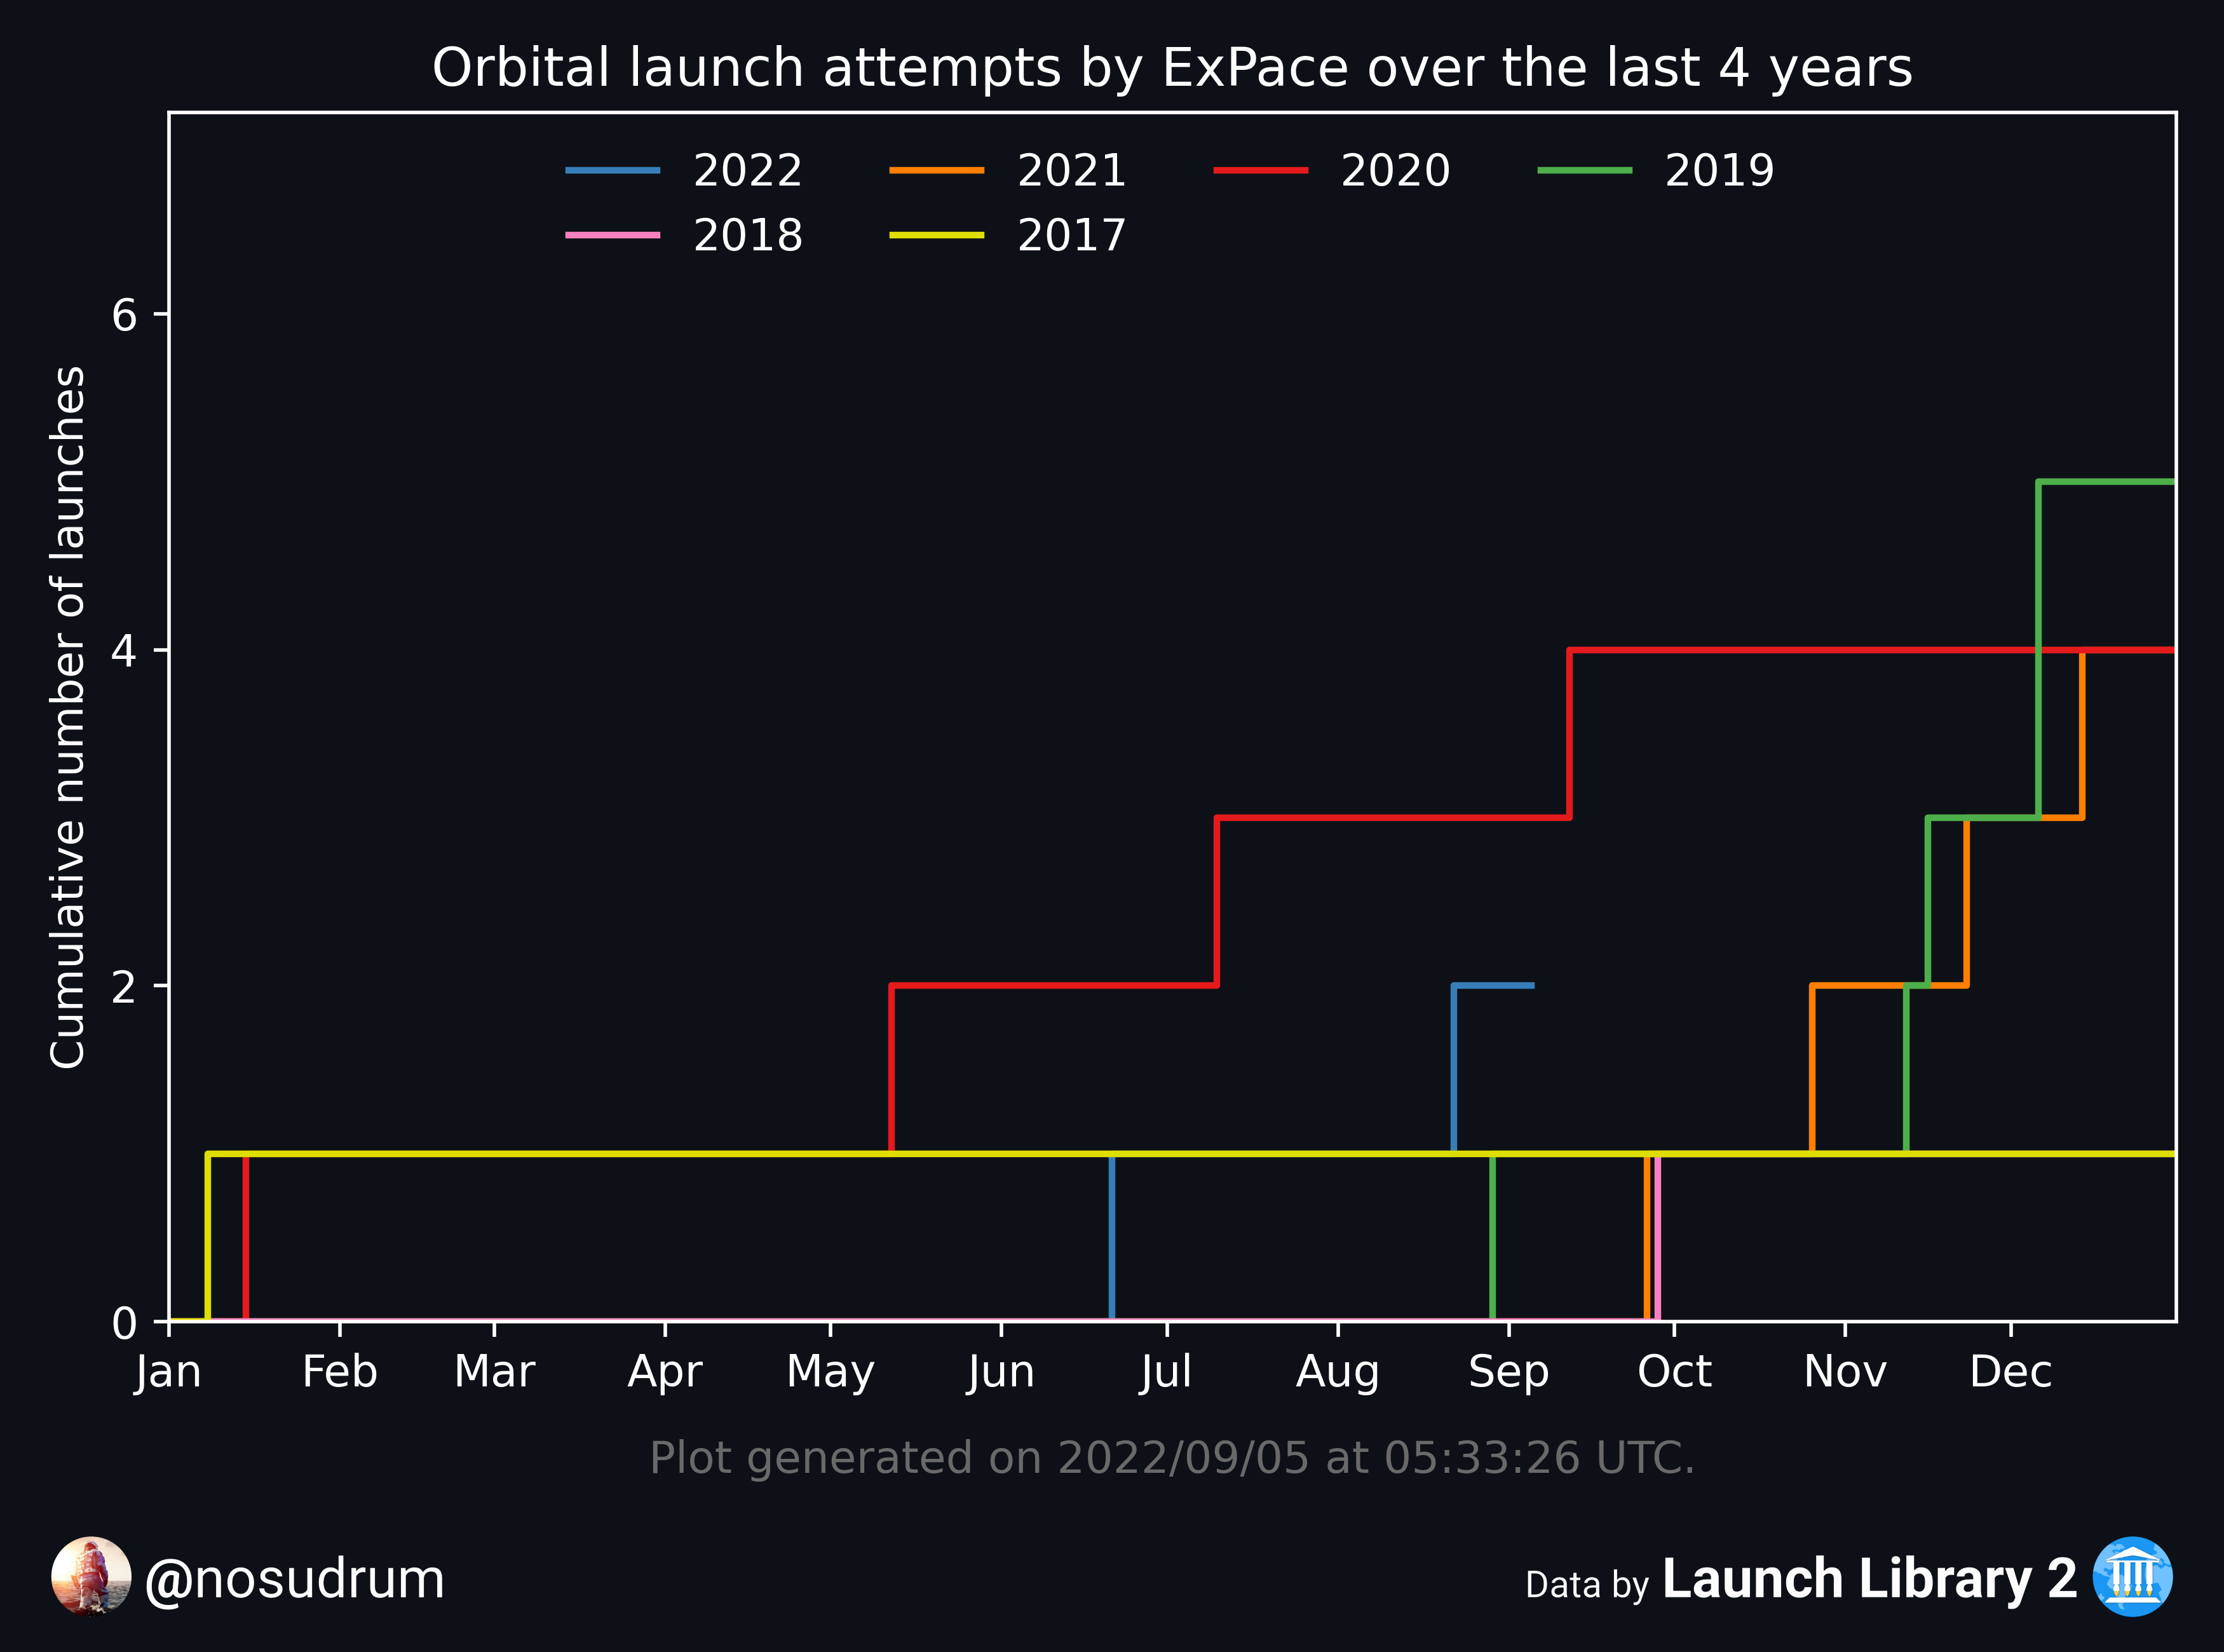 Orbital launch attempts by ExPace over the last 4 years
2022 2021 2020 2019
2018 2017
Cumulative number of launches
6
4
2
0
Jan Feb Mar Apr May Jun Jul Aug Sep Oct Nov Dec
Plot generated on 2022/09/05 at 05:33:26 UTC.
@nosudrum
Data by Launch Library 2